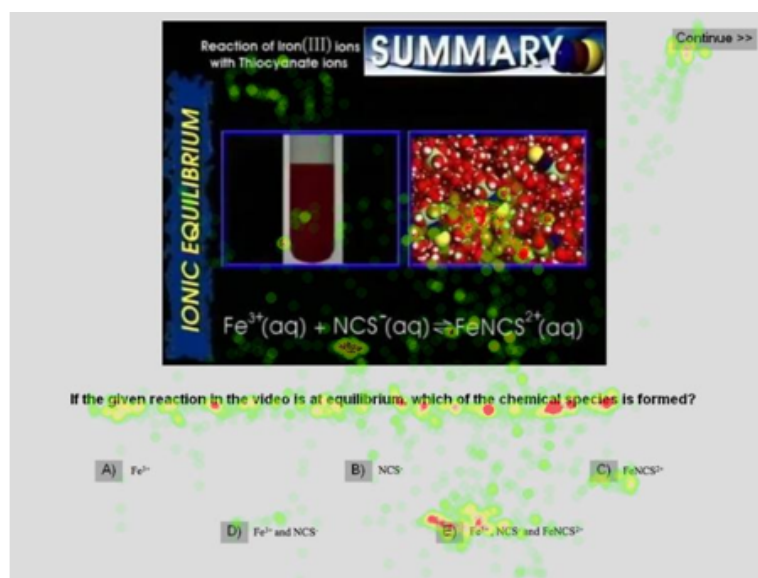 Reaction of Iron(III) ions
with Thiocyanate ions
SUMMARY
Continue >>
IONIC EQUILIBRIUM
Fe³⁺(aq) + NCS⁻(aq) ⇌ FeNCS²⁺(aq)
If the given reaction in the video is at equilibrium, which of the chemical species is formed?
A) Fe³⁺
B) NCS⁻
C) FeNCS²⁺
D) Fe³⁺ and NCS⁻
E) Fe³⁺, NCS⁻ and FeNCS²⁺